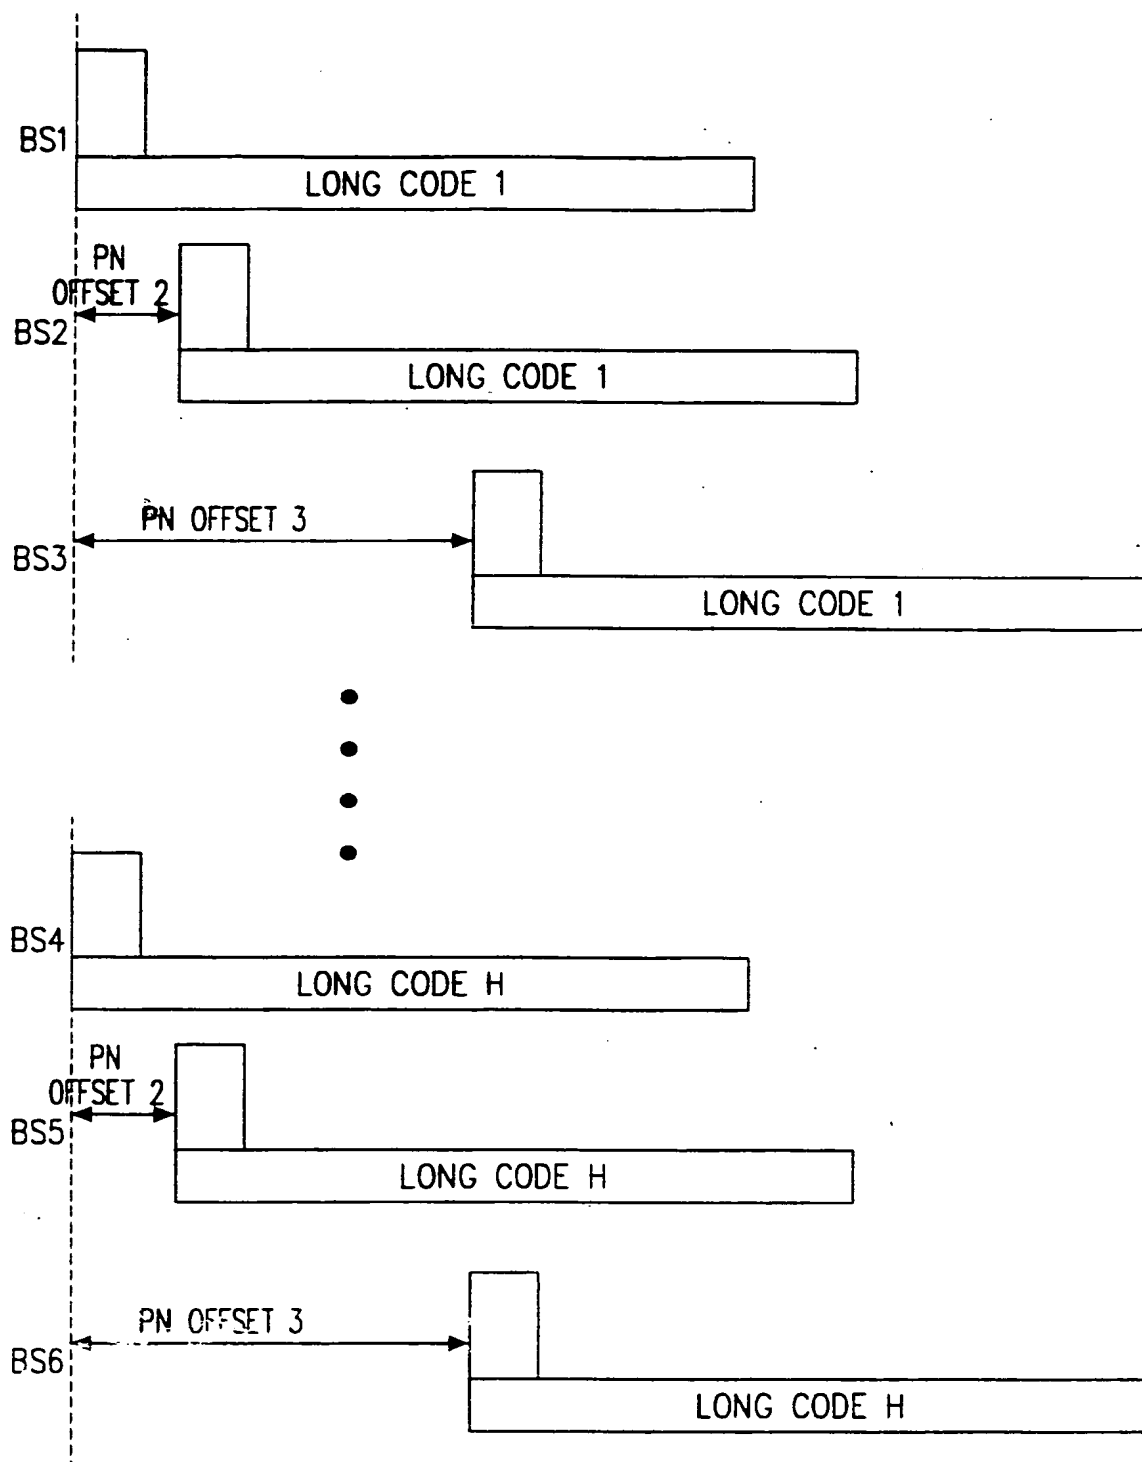 BS1
LONG CODE 1
PN
OFFSET 2
BS2
LONG CODE 1
PN OFFSET 3
BS3
LONG CODE 1
BS4
LONG CODE H
PN
OFFSET 2
BS5
LONG CODE H
PN OFFSET 3
BS6
LONG CODE H